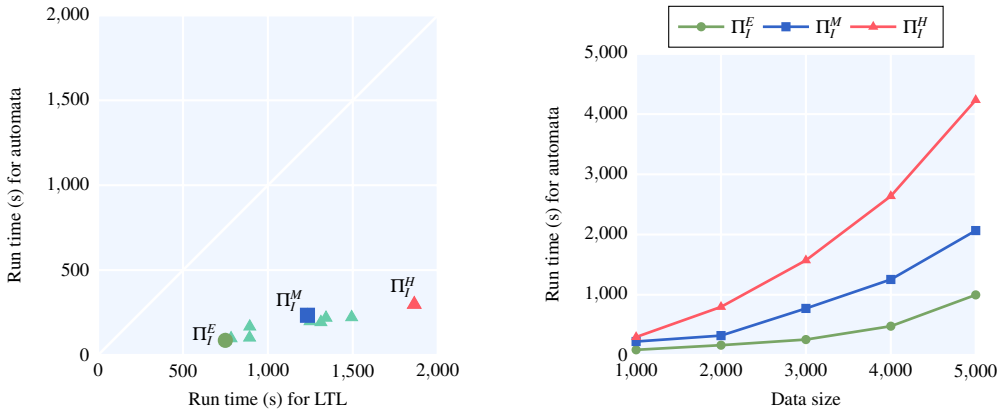 2,000
1,500
1,000
500
0
Run time (s) for automata
Π_I^E
Π_I^M
Π_I^H
0
500
1,000
1,500
2,000
Run time (s) for LTL
Π_I^E Π_I^M Π_I^H
5,000
4,000
3,000
2,000
1,000
0
Run time (s) for automata
1,000
2,000
3,000
4,000
5,000
Data size